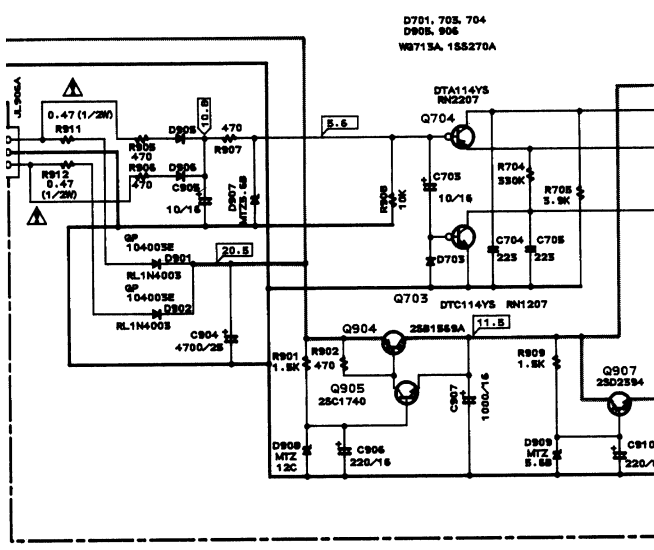 D701, 703, 704
D905, 906
WG713A, 1SS270A
JL906A
0.47 (1/2W)
R911
R905
470
R906
470
D905
D906
10.8
470
R907
C905
10/16
D907
MTZ5.6B
5.6
R908
10K
DTA114YS
RN2207
Q704
C703
10/16
D703
R704
330K
R705
3.9K
C704
223
C705
223
Q703
DTC114YS RN1207
R912
0.47
(1/2W)
GP
104003E
D901
RL1N4003
GP
104003E
D902
RL1N4003
20.5
C904
4700/25
Q904
2SB1569A
11.5
R901
1.5K
R902
470
Q905
2SC1740
C907
1000/16
R909
1.5K
Q907
2SD2394
D908
MTZ
12C
C906
220/16
D909
MTZ
5.6B
C910